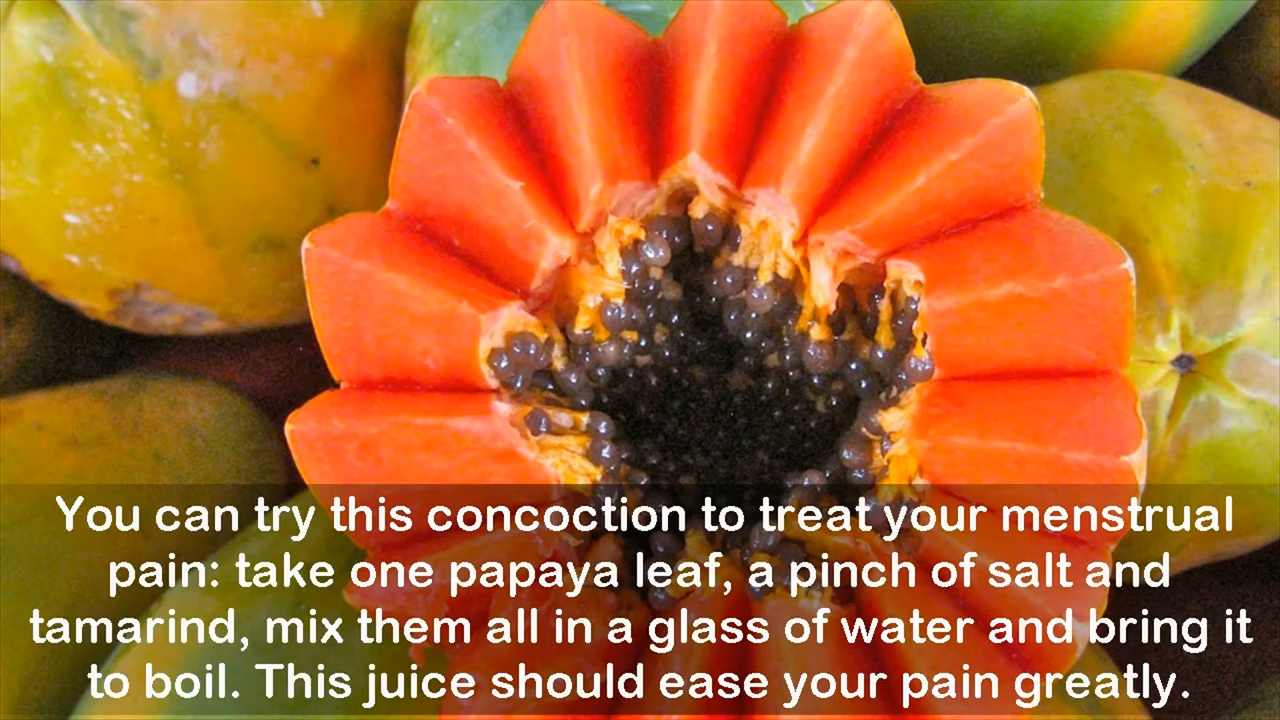 You can try this concoction to treat your menstrual
pain: take one papaya leaf, a pinch of salt and
tamarind, mix them all in a glass of water and bring it
to boil. This juice should ease your pain greatly.